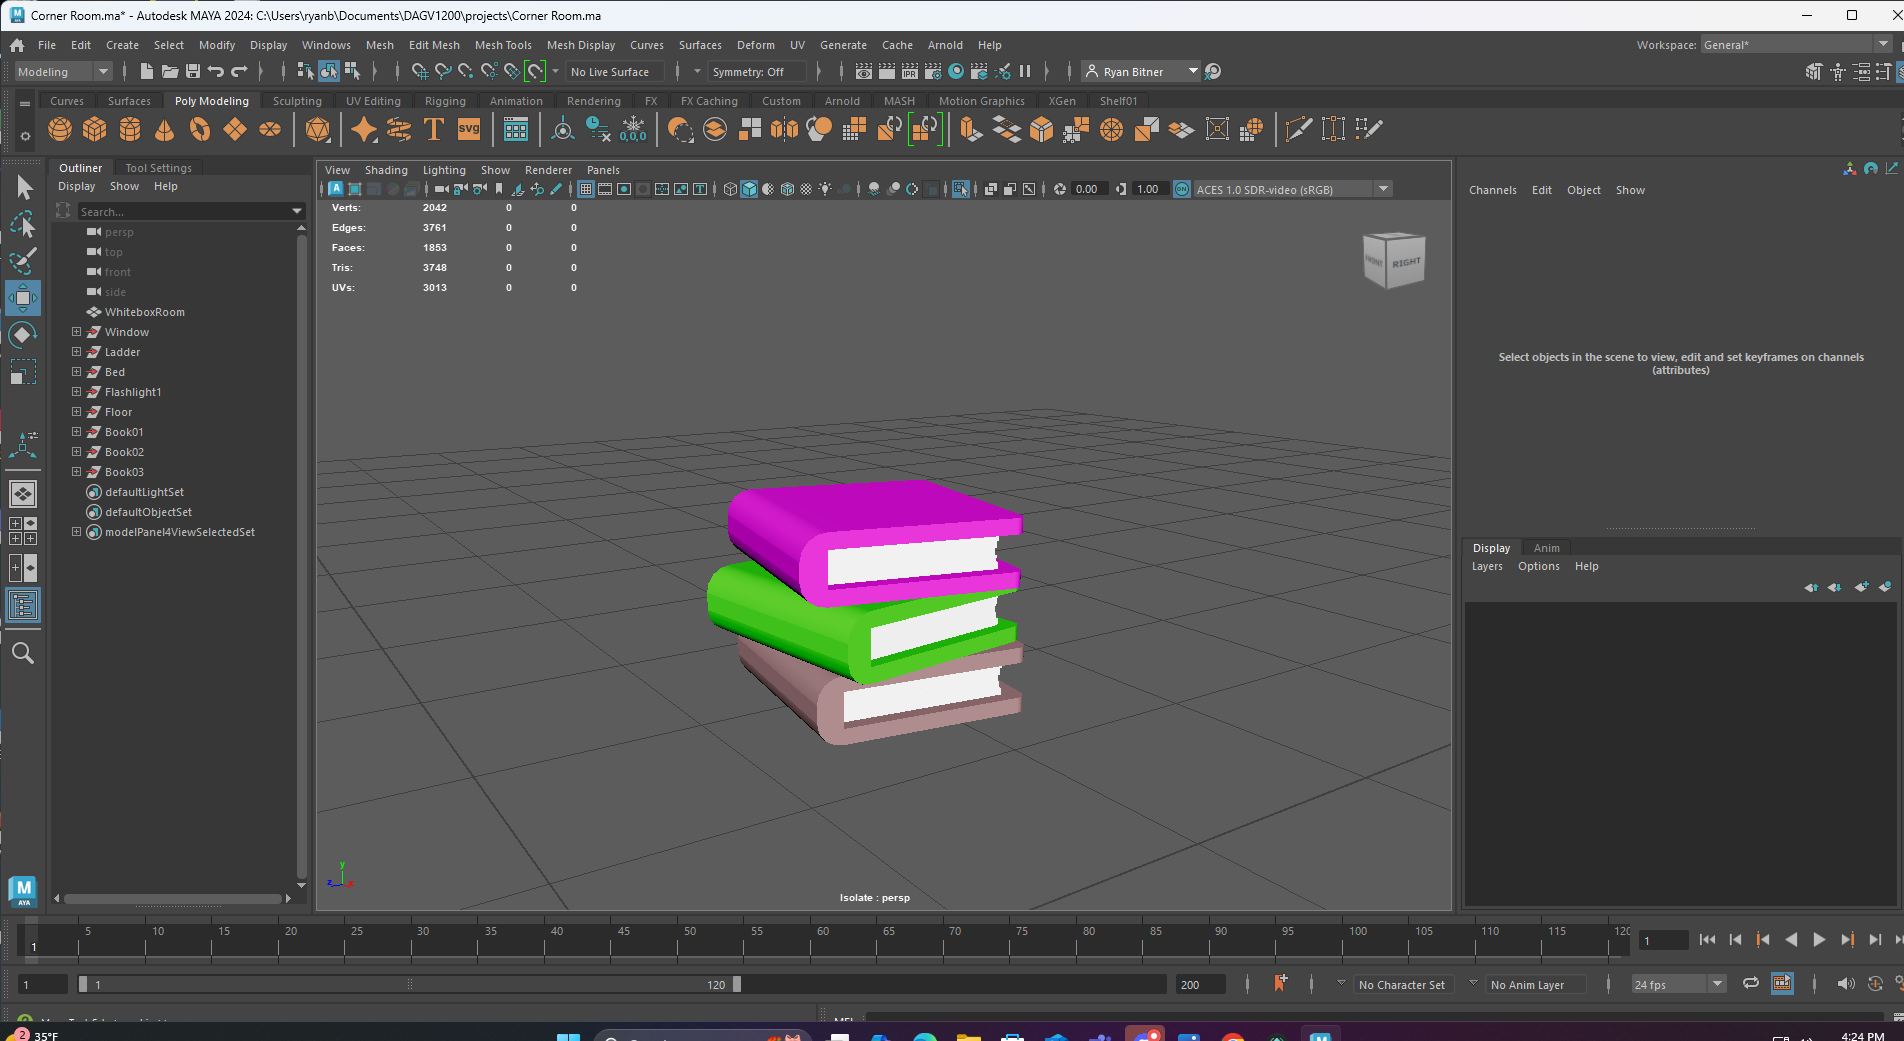 Corner Room.ma* - Autodesk MAYA 2024: C:\Users\ryanb\Documents\DAGV1200\projects\Corner Room.ma
File Edit Create Select Modify Display Windows Mesh Edit Mesh Mesh Tools Mesh Display Curves Surfaces Deform UV Generate Cache Arnold Help Workspace: General*
Modeling No Live Surface Symmetry: Off IPR Ryan Bitner
Curves Surfaces Poly Modeling Sculpting UV Editing Rigging Animation Rendering FX FX Caching Custom Arnold MASH Motion Graphics XGen Shelf01
T SVG 0,0,0
Outliner Tool Settings
Display Show Help
Search...
persp
top
front
side
WhiteboxRoom
Window
Ladder
Bed
Flashlight1
Floor
Book01
Book02
Book03
defaultLightSet
defaultObjectSet
modelPanel4ViewSelectedSet
View Shading Lighting Show Renderer Panels
A 0.00 1.00 ON ACES 1.0 SDR-video (sRGB)
Verts: 2042 0 0
Edges: 3761 0 0
Faces: 1853 0 0
Tris: 3748 0 0
UVs: 3013 0 0
FRONT RIGHT
y
z x
Isolate : persp
Channels Edit Object Show
Select objects in the scene to view, edit and set keyframes on channels
(attributes)
Display Anim
Layers Options Help
M
AYA
5 10 15 20 25 30 35 40 45 50 55 60 65 70 75 80 85 90 95 100 105 110 115 120
1 1
1 1 120 200 No Character Set No Anim Layer 24 fps
MEL
2 35°F
M
4:24 PM